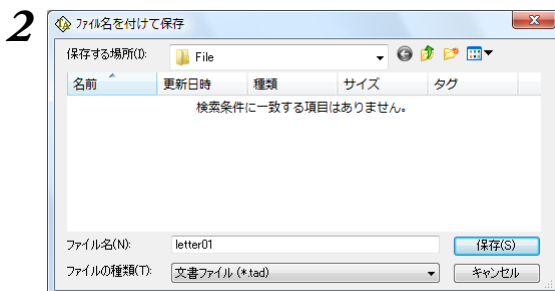 2
ファイル名を付けて保存
保存する場所(I): File
名前 更新日時 種類 サイズ タグ
検索条件に一致する項目はありません。
ファイル名(N): letter01 保存(S)
ファイルの種類(T): 文書ファイル (*.tad) キャンセル